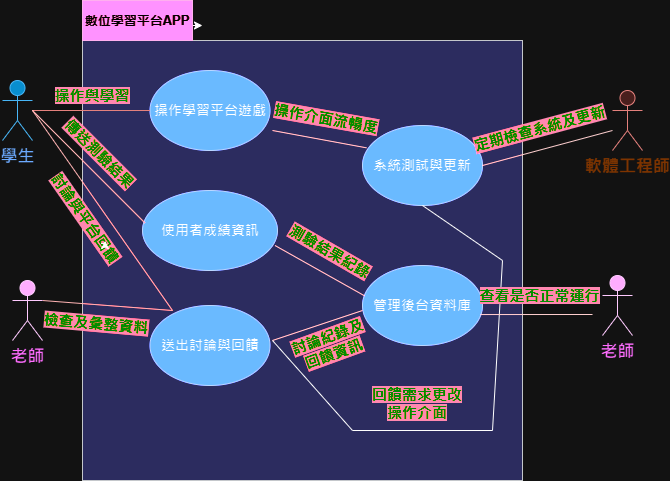 數位學習平台APP
操作與學習
操作學習平台遊戲
操作介面流暢度
定期檢查系統及更新
學生
傳送測驗結果
系統測試與更新
軟體工程師
討論與平台回饋
使用者成績資訊
測驗結果紀錄
管理後台資料庫
查看是否正常運行
檢查及彙整資料
老師
送出討論與回饋
討論紀錄及
回饋資訊
老師
回饋需求更改
操作介面